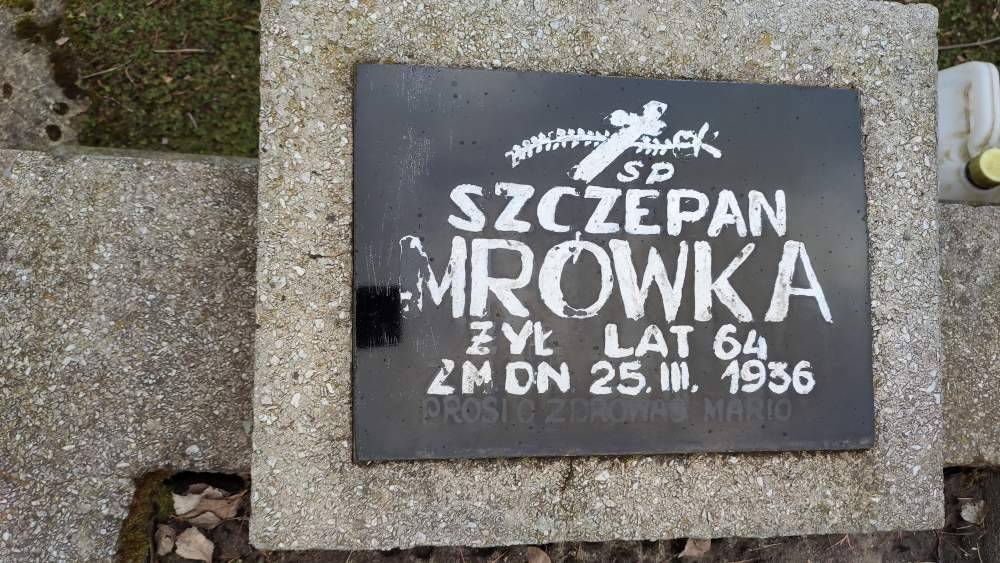 SP
SZCZEPAN
MRÓWKA
ŻYŁ LAT 64
ZM DN 25.III. 1936
PROSI O ZDROWAŚ MARIO